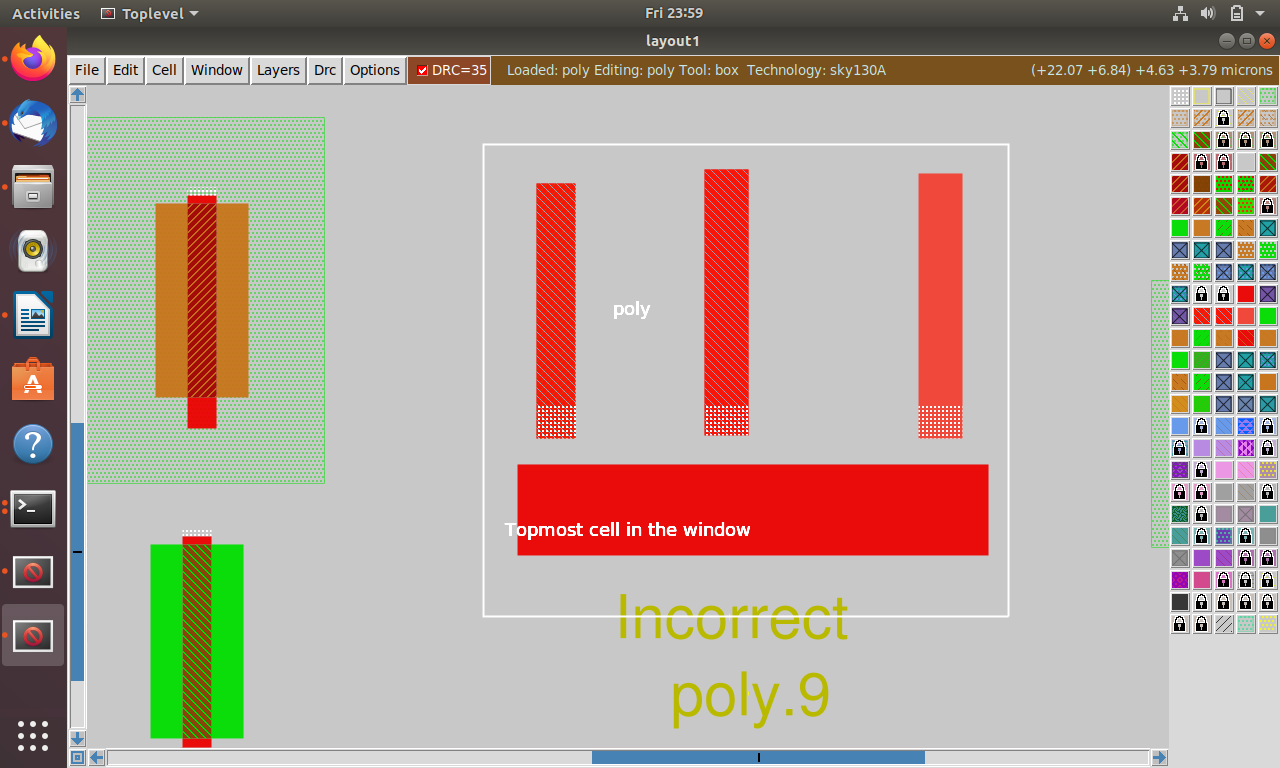 Activities Toplevel Fri 23:59
layout1
File Edit Cell Window Layers Drc Options DRC=35 Loaded: poly Editing: poly Tool: box Technology: sky130A (+22.07 +6.84) +4.63 +3.79 microns
poly
Topmost cell in the window
Incorrect
poly.9